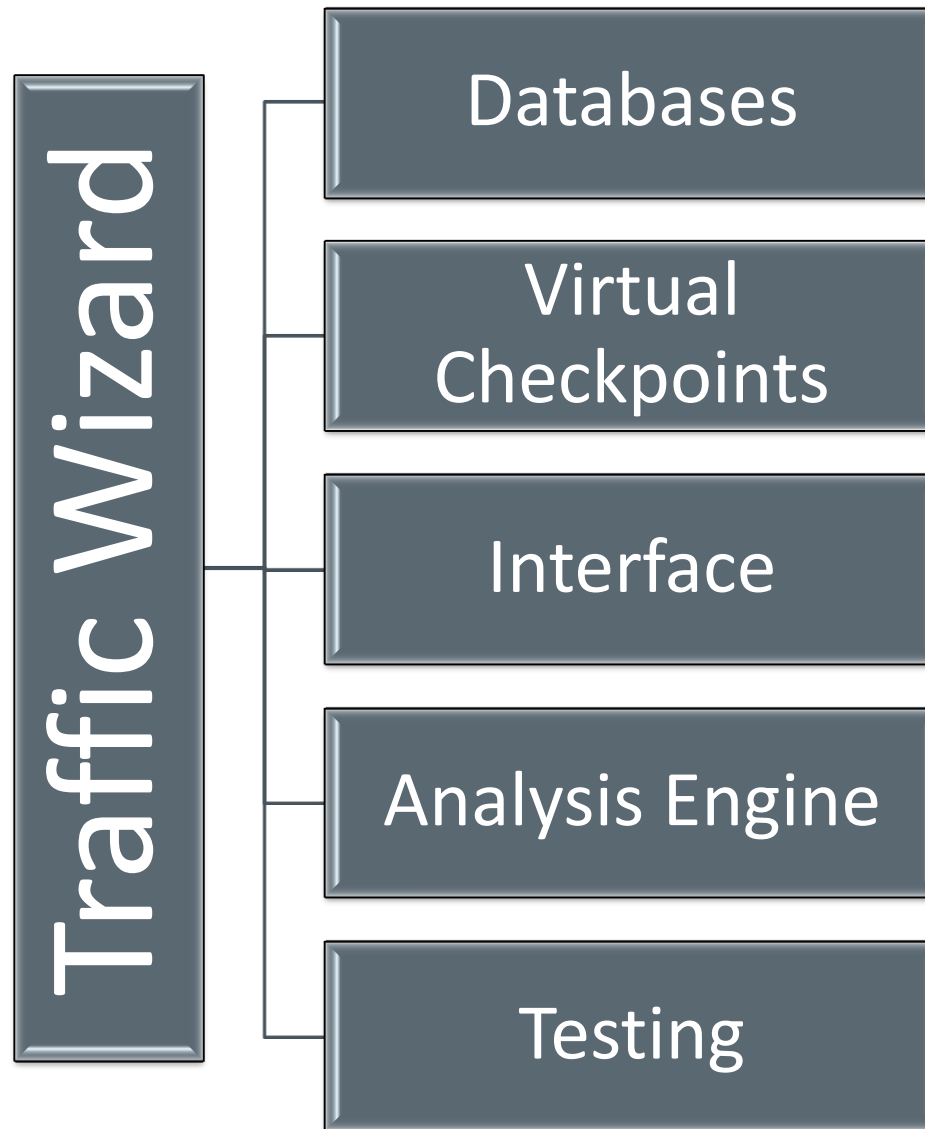 Traffic Wizard
Databases
Virtual
Checkpoints
Interface
Analysis Engine
Testing